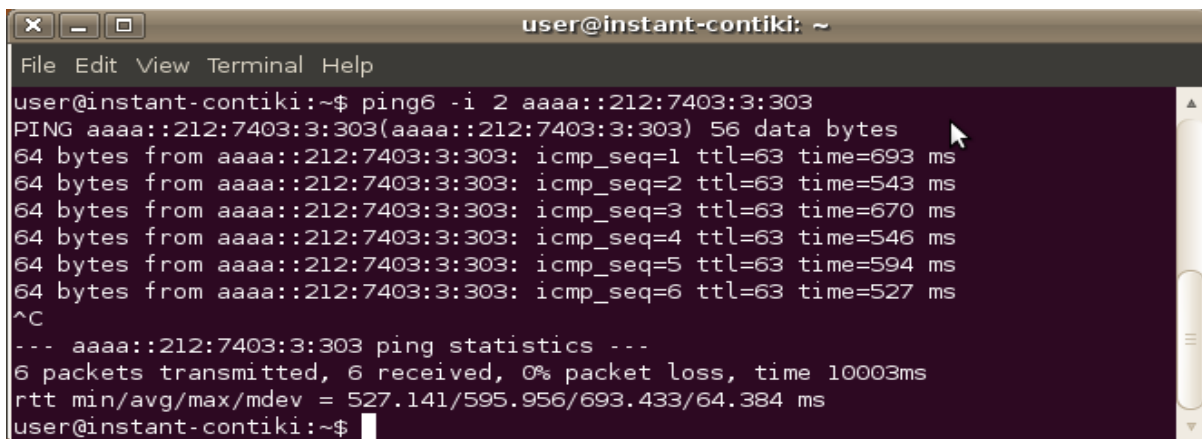 user@instant-contiki: ~
File Edit View Terminal Help
user@instant-contiki:~$ ping6 -i 2 aaaa::212:7403:3:303
PING aaaa::212:7403:3:303(aaaa::212:7403:3:303) 56 data bytes
64 bytes from aaaa::212:7403:3:303: icmp_seq=1 ttl=63 time=693 ms
64 bytes from aaaa::212:7403:3:303: icmp_seq=2 ttl=63 time=543 ms
64 bytes from aaaa::212:7403:3:303: icmp_seq=3 ttl=63 time=670 ms
64 bytes from aaaa::212:7403:3:303: icmp_seq=4 ttl=63 time=546 ms
64 bytes from aaaa::212:7403:3:303: icmp_seq=5 ttl=63 time=594 ms
64 bytes from aaaa::212:7403:3:303: icmp_seq=6 ttl=63 time=527 ms
^C
--- aaaa::212:7403:3:303 ping statistics ---
6 packets transmitted, 6 received, 0% packet loss, time 10003ms
rtt min/avg/max/mdev = 527.141/595.956/693.433/64.384 ms
user@instant-contiki:~$